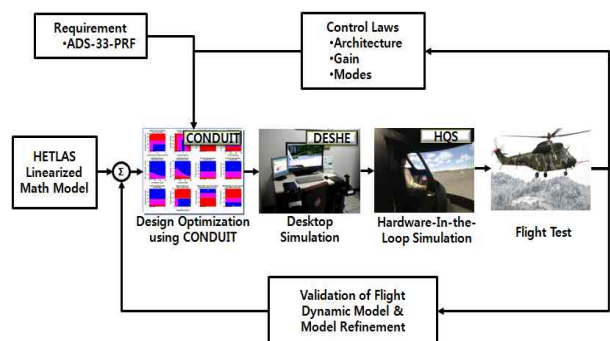 Requirement
•ADS-33-PRF
Control Laws
•Architecture
•Gain
•Modes
HETLAS
Linearized
Math Model
Σ
CONDUIT
DESHE
HQS
Design Optimization
using CONDUIT
Desktop
Simulation
Hardware-In-the-
Loop Simulation
Flight Test
Validation of Flight
Dynamic Model &
Model Refinement